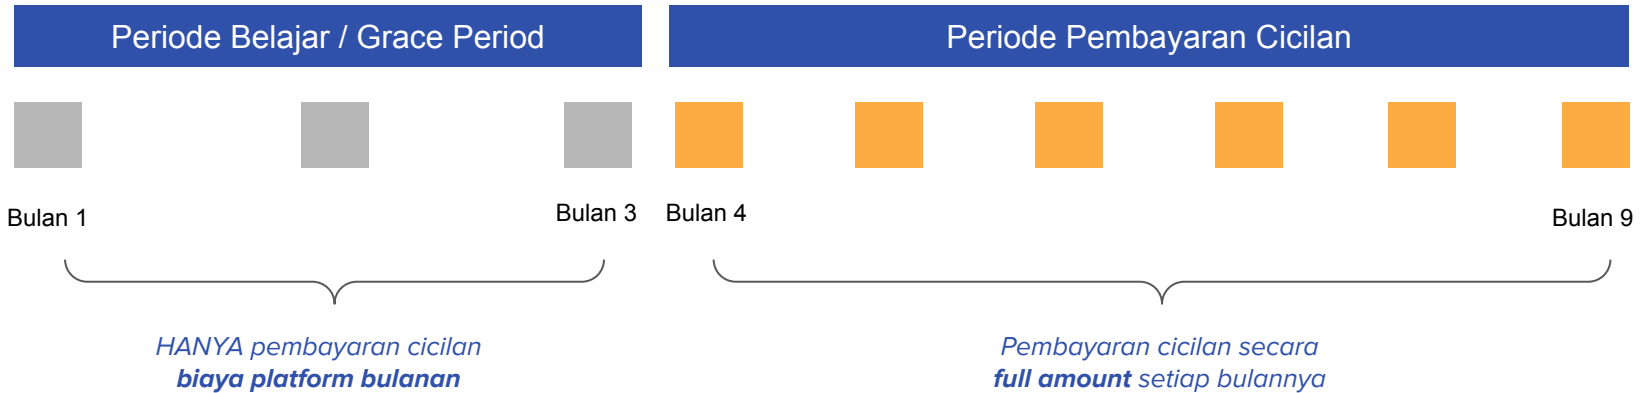 Periode Belajar / Grace Period
Periode Pembayaran Cicilan
Bulan 1
Bulan 3
Bulan 4
Bulan 9
HANYA pembayaran cicilan
biaya platform bulanan
Pembayaran cicilan secara
full amount setiap bulannya